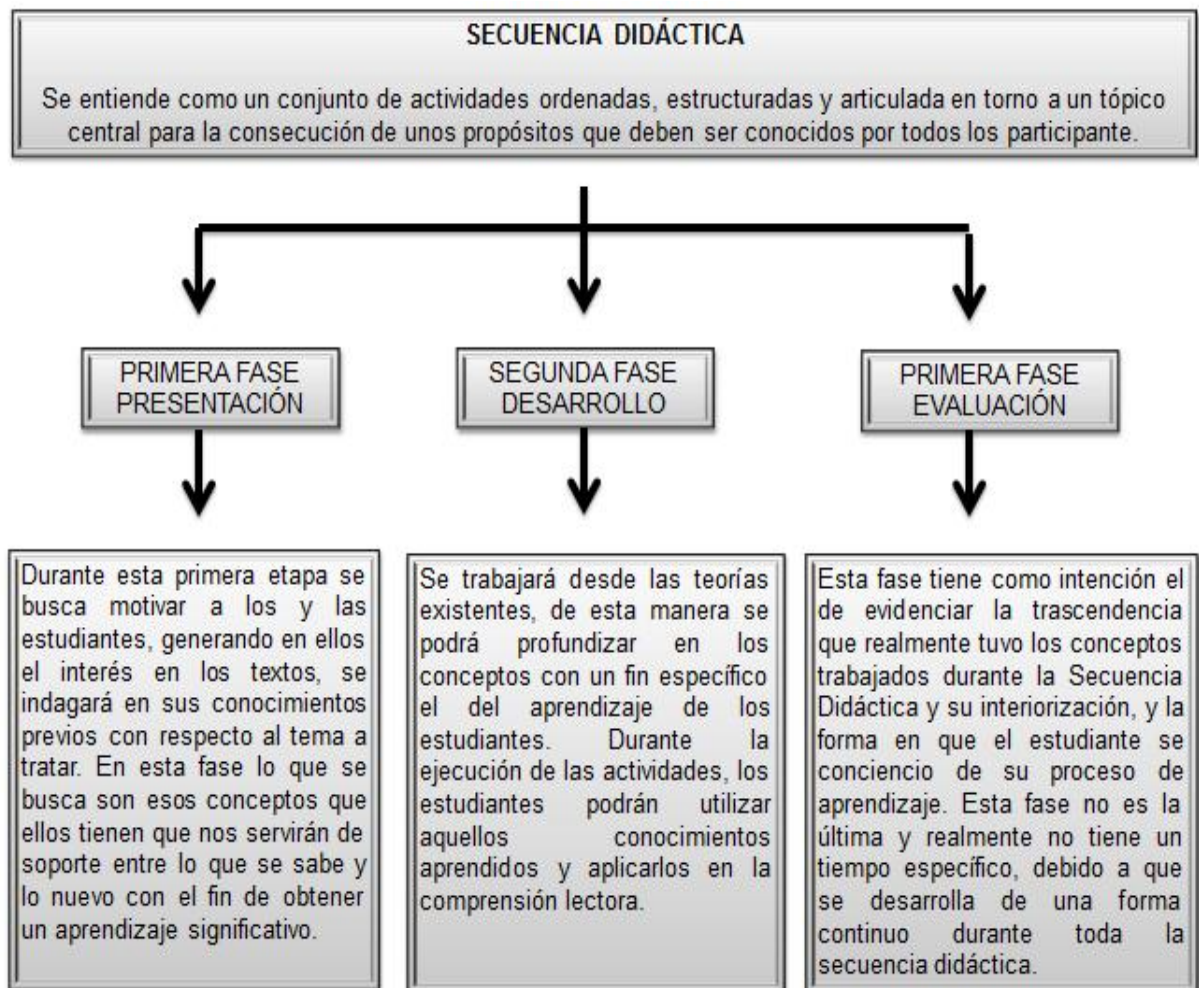 SECUENCIA DIDÁCTICA
Se entiende como un conjunto de actividades ordenadas, estructuradas y articulada en torno a un tópico
central para la consecución de unos propósitos que deben ser conocidos por todos los participante.
PRIMERA FASE
PRESENTACIÓN
SEGUNDA FASE
DESARROLLO
PRIMERA FASE
EVALUACIÓN
Durante esta primera etapa se
busca motivar a los y las
estudiantes, generando en ellos
el interés en los textos, se
indagará en sus conocimientos
previos con respecto al tema a
tratar. En esta fase lo que se
busca son esos conceptos que
ellos tienen que nos servirán de
soporte entre lo que se sabe y
lo nuevo con el fin de obtener
un aprendizaje significativo.
Se trabajará desde las teorías
existentes, de esta manera se
podrá profundizar en los
conceptos con un fin específico
el del aprendizaje de los
estudiantes. Durante la
ejecución de las actividades, los
estudiantes podrán utilizar
aquellos conocimientos
aprendidos y aplicarlos en la
comprensión lectora.
Esta fase tiene como intención el
de evidenciar la trascendencia
que realmente tuvo los conceptos
trabajados durante la Secuencia
Didáctica y su interiorización, y la
forma en que el estudiante se
conciencio de su proceso de
aprendizaje. Esta fase no es la
última y realmente no tiene un
tiempo específico, debido a que
se desarrolla de una forma
continuo durante toda la
secuencia didáctica.